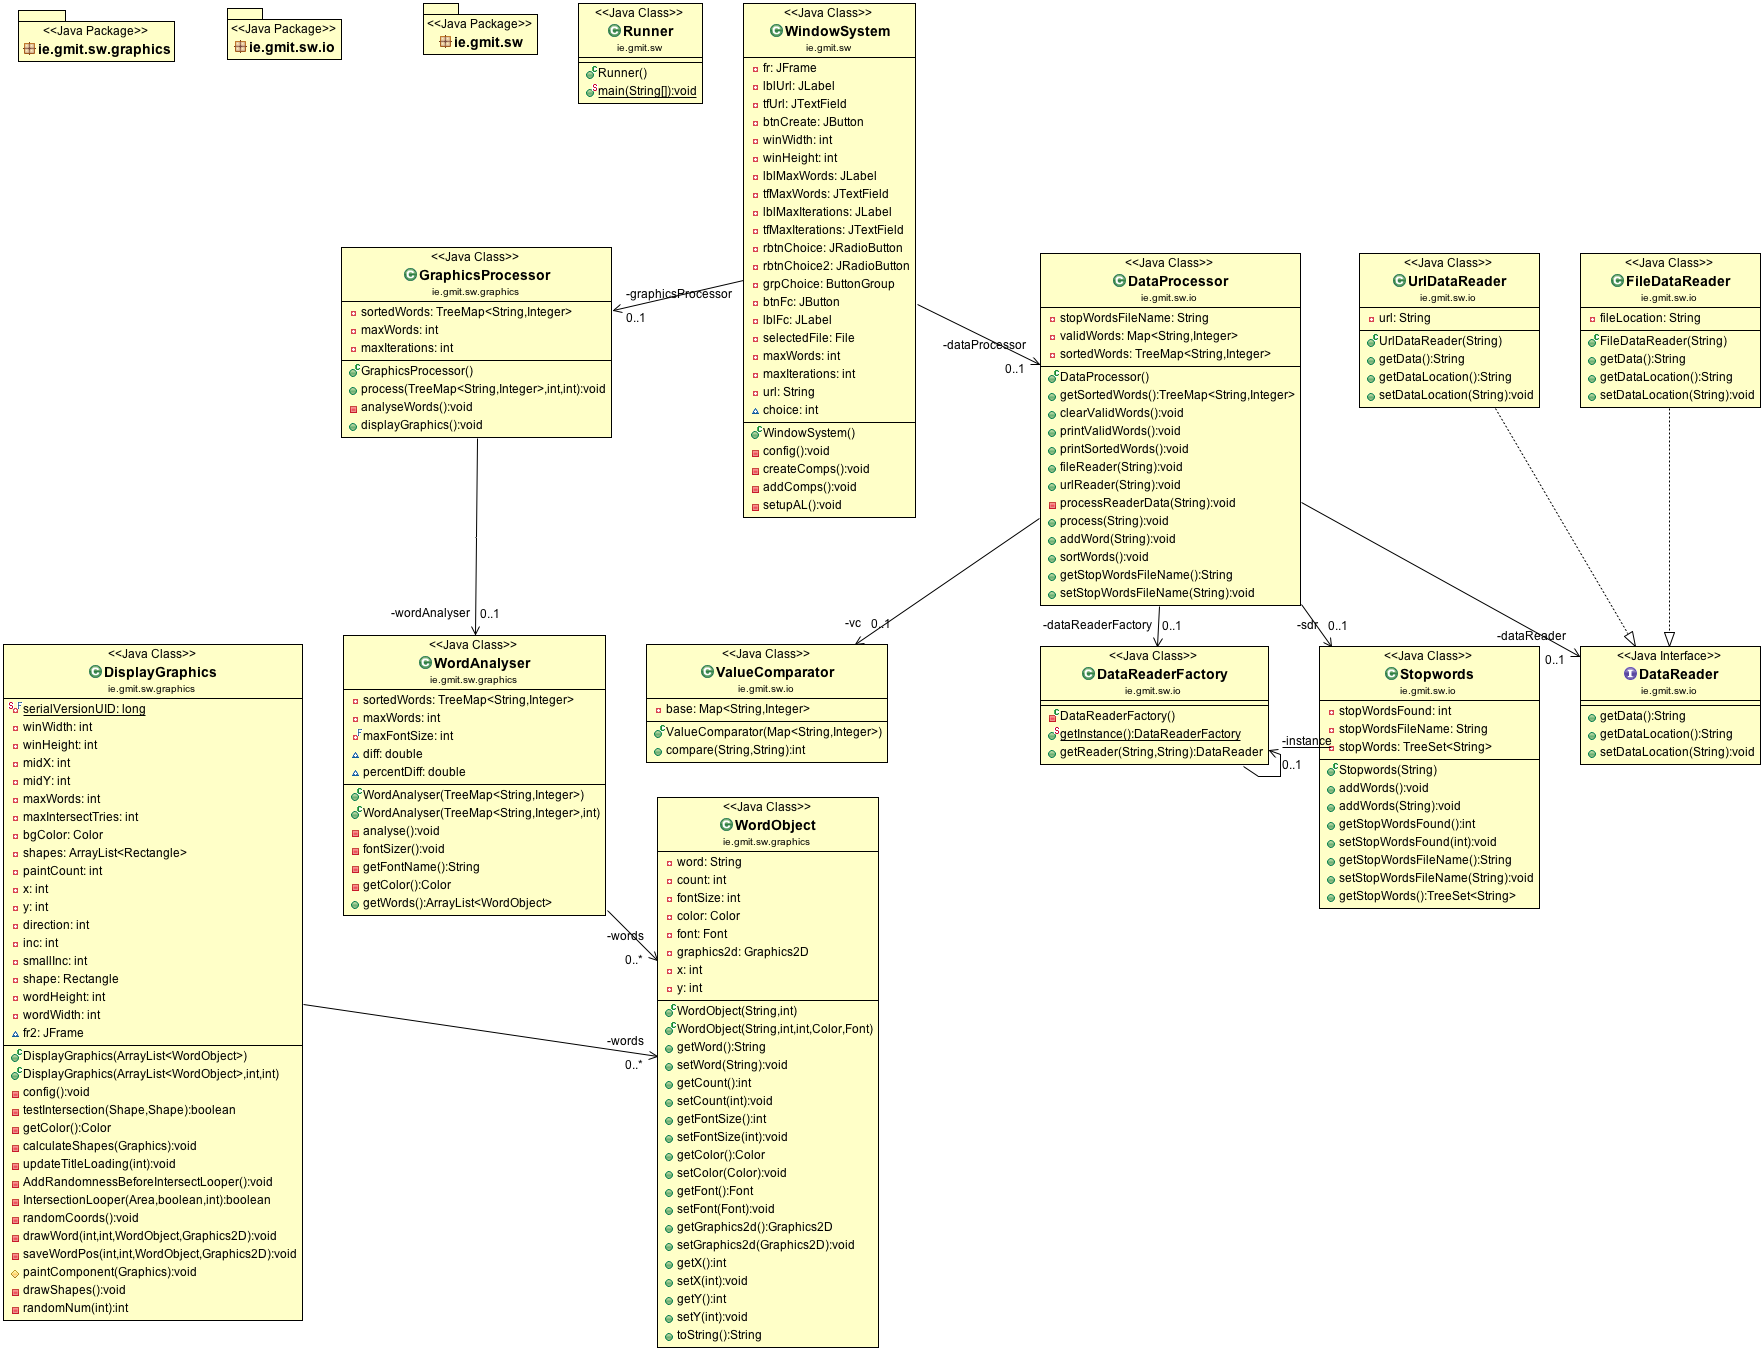 <<Java Package>>
ie.gmit.sw.graphics
<<Java Package>>
ie.gmit.sw.io
<<Java Package>>
ie.gmit.sw
<<Java Class>>
Runner
ie.gmit.sw
Runner()
main(String[]):void
<<Java Class>>
WindowSystem
ie.gmit.sw
fr: JFrame
lblUrl: JLabel
tfUrl: JTextField
btnCreate: JButton
winWidth: int
winHeight: int
lblMaxWords: JLabel
tfMaxWords: JTextField
lblMaxIterations: JLabel
tfMaxIterations: JTextField
rbtnChoice: JRadioButton
rbtnChoice2: JRadioButton
grpChoice: ButtonGroup
btnFc: JButton
lblFc: JLabel
selectedFile: File
maxWords: int
maxIterations: int
url: String
choice: int
WindowSystem()
config():void
createComps():void
addComps():void
setupAL():void
-graphicsProcessor
0..1
-dataProcessor
0..1
<<Java Class>>
GraphicsProcessor
ie.gmit.sw.graphics
sortedWords: TreeMap<String,Integer>
maxWords: int
maxIterations: int
GraphicsProcessor()
process(TreeMap<String,Integer>,int,int):void
analyseWords():void
displayGraphics():void
-wordAnalyser
0..1
<<Java Class>>
DataProcessor
ie.gmit.sw.io
stopWordsFileName: String
validWords: Map<String,Integer>
sortedWords: TreeMap<String,Integer>
DataProcessor()
getSortedWords():TreeMap<String,Integer>
clearValidWords():void
printValidWords():void
printSortedWords():void
fileReader(String):void
urlReader(String):void
processReaderData(String):void
process(String):void
addWord(String):void
sortWords():void
getStopWordsFileName():String
setStopWordsFileName(String):void
-vc
0..1
-dataReaderFactory
0..1
-sdr
0..1
-dataReader
0..1
<<Java Class>>
UrlDataReader
ie.gmit.sw.io
url: String
UrlDataReader(String)
getData():String
getDataLocation():String
setDataLocation(String):void
<<Java Class>>
FileDataReader
ie.gmit.sw.io
fileLocation: String
FileDataReader(String)
getData():String
getDataLocation():String
setDataLocation(String):void
<<Java Class>>
DisplayGraphics
ie.gmit.sw.graphics
serialVersionUID: long
winWidth: int
winHeight: int
midX: int
midY: int
maxWords: int
maxIntersectTries: int
bgColor: Color
shapes: ArrayList<Rectangle>
paintCount: int
x: int
y: int
direction: int
inc: int
smallInc: int
shape: Rectangle
wordHeight: int
wordWidth: int
fr2: JFrame
DisplayGraphics(ArrayList<WordObject>)
DisplayGraphics(ArrayList<WordObject>,int,int)
config():void
testIntersection(Shape,Shape):boolean
getColor():Color
calculateShapes(Graphics):void
updateTitleLoading(int):void
AddRandomnessBeforeIntersectLooper():void
IntersectionLooper(Area,boolean,int):boolean
randomCoords():void
drawWord(int,int,WordObject,Graphics2D):void
saveWordPos(int,int,WordObject,Graphics2D):void
paintComponent(Graphics):void
drawShapes():void
randomNum(int):int
-words
0..*
<<Java Class>>
WordAnalyser
ie.gmit.sw.graphics
sortedWords: TreeMap<String,Integer>
maxWords: int
maxFontSize: int
diff: double
percentDiff: double
WordAnalyser(TreeMap<String,Integer>)
WordAnalyser(TreeMap<String,Integer>,int)
analyse():void
fontSizer():void
getFontName():String
getColor():Color
getWords():ArrayList<WordObject>
-words
0..*
<<Java Class>>
ValueComparator
ie.gmit.sw.io
base: Map<String,Integer>
ValueComparator(Map<String,Integer>)
compare(String,String):int
<<Java Class>>
WordObject
ie.gmit.sw.graphics
word: String
count: int
fontSize: int
color: Color
font: Font
graphics2d: Graphics2D
x: int
y: int
WordObject(String,int)
WordObject(String,int,int,Color,Font)
getWord():String
setWord(String):void
getCount():int
setCount(int):void
getFontSize():int
setFontSize(int):void
getColor():Color
setColor(Color):void
getFont():Font
setFont(Font):void
getGraphics2d():Graphics2D
setGraphics2d(Graphics2D):void
getX():int
setX(int):void
getY():int
setY(int):void
toString():String
<<Java Class>>
DataReaderFactory
ie.gmit.sw.io
DataReaderFactory()
getInstance():DataReaderFactory
getReader(String,String):DataReader
-instance
0..1
<<Java Class>>
Stopwords
ie.gmit.sw.io
stopWordsFound: int
stopWordsFileName: String
stopWords: TreeSet<String>
Stopwords(String)
addWords():void
addWords(String):void
getStopWordsFound():int
setStopWordsFound(int):void
getStopWordsFileName():String
setStopWordsFileName(String):void
getStopWords():TreeSet<String>
<<Java Interface>>
DataReader
ie.gmit.sw.io
getData():String
getDataLocation():String
setDataLocation(String):void